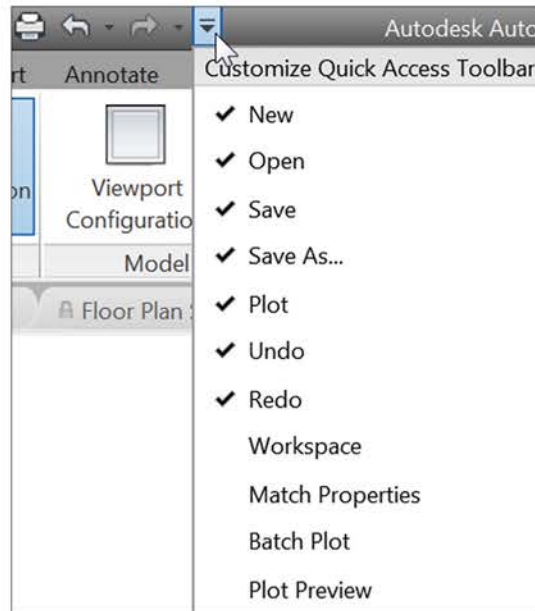 Autodesk Auto
rt Annotate
Customize Quick Access Toolbar
New
Open
on
Viewport
Configuratio
Save
Save As...
Model
Floor Plan
Plot
Undo
Redo
Workspace
Match Properties
Batch Plot
Plot Preview